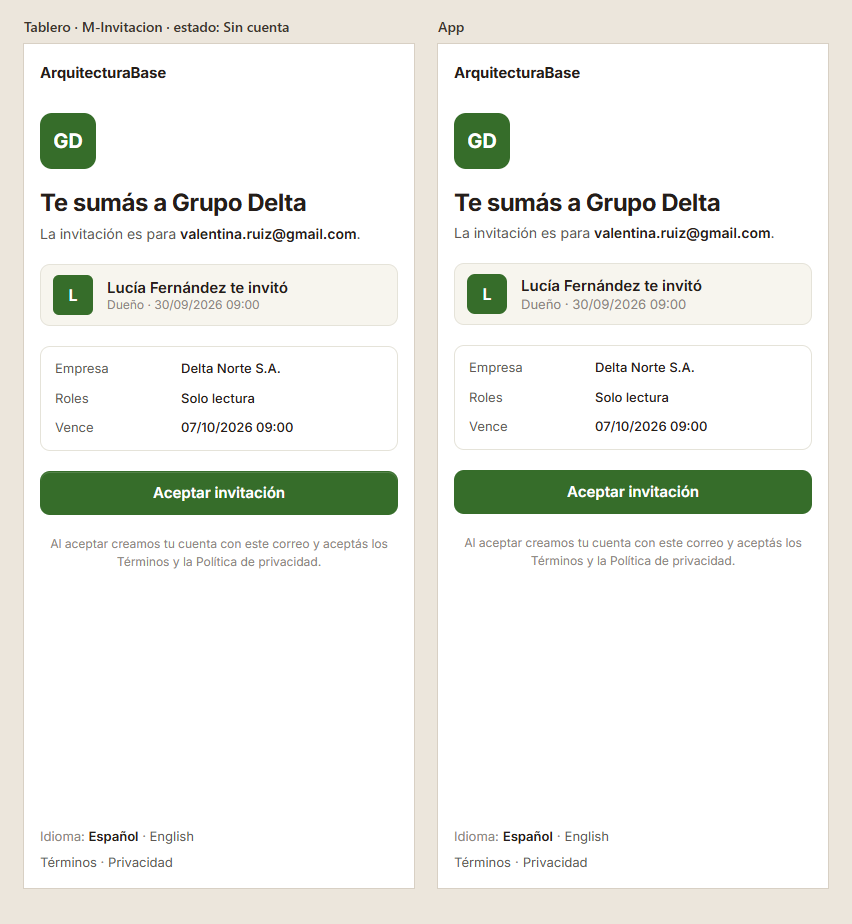 Tablero · M-Invitacion · estado: Sin cuenta
ArquitecturaBase
GD
Te sumás a Grupo Delta
La invitación es para valentina.ruiz@gmail.com.
L
Lucía Fernández te invitó
Dueño · 30/09/2026 09:00
Empresa Delta Norte S.A.
Roles Solo lectura
Vence 07/10/2026 09:00
Aceptar invitación
Al aceptar creamos tu cuenta con este correo y aceptás los
Términos y la Política de privacidad.
Idioma: Español · English
Términos · Privacidad
App
ArquitecturaBase
GD
Te sumás a Grupo Delta
La invitación es para valentina.ruiz@gmail.com.
L
Lucía Fernández te invitó
Dueño · 30/09/2026 09:00
Empresa Delta Norte S.A.
Roles Solo lectura
Vence 07/10/2026 09:00
Aceptar invitación
Al aceptar creamos tu cuenta con este correo y aceptás los
Términos y la Política de privacidad.
Idioma: Español · English
Términos · Privacidad